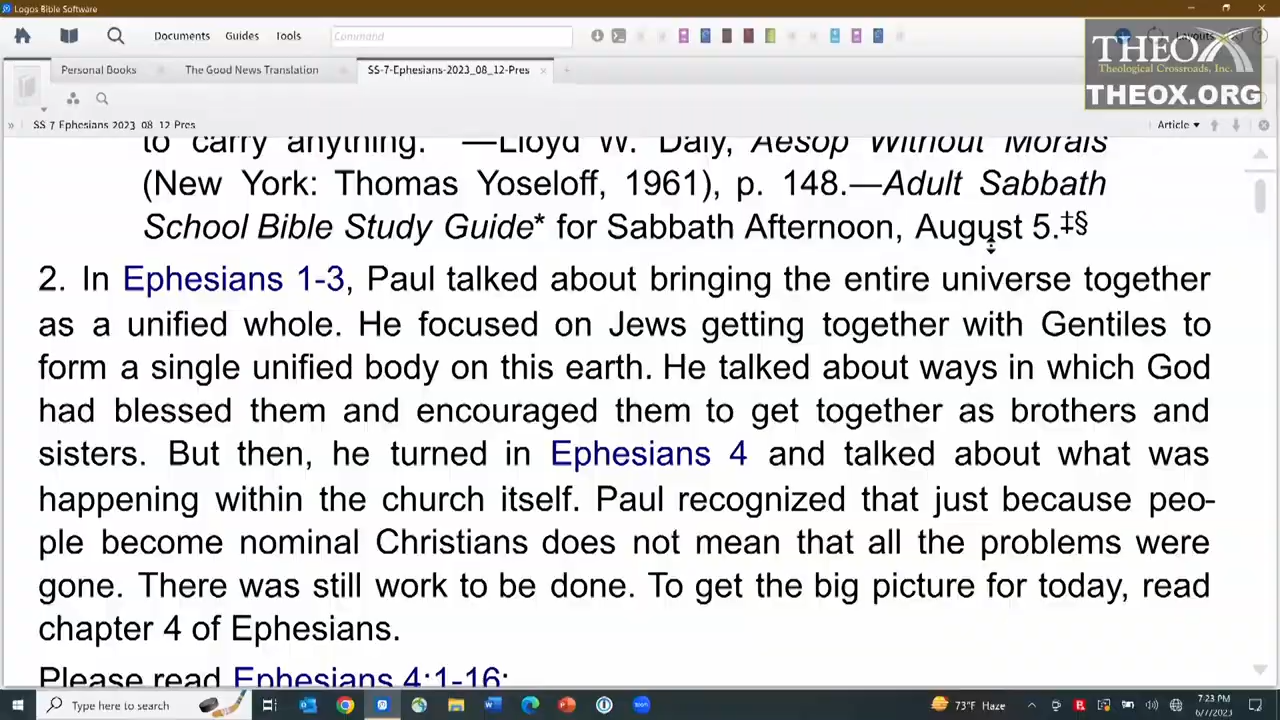 Logos Bible Software
Documents Guides Tools Command Layouts
THEOX
Theological Crossroads, Inc.
THEOX.ORG
Personal Books The Good News Translation SS-7-Ephesians-2023_08_12-Pres
SS-7-Ephesians-2023_08_12-Pres Article
to carry anything." —Lloyd W. Daly, Aesop Without Morals
(New York: Thomas Yoseloff, 1961), p. 148.—Adult Sabbath
School Bible Study Guide* for Sabbath Afternoon, August 5.‡§
2. In Ephesians 1-3, Paul talked about bringing the entire universe together
as a unified whole. He focused on Jews getting together with Gentiles to
form a single unified body on this earth. He talked about ways in which God
had blessed them and encouraged them to get together as brothers and
sisters. But then, he turned in Ephesians 4 and talked about what was
happening within the church itself. Paul recognized that just because peo-
ple become nominal Christians does not mean that all the problems were
gone. There was still work to be done. To get the big picture for today, read
chapter 4 of Ephesians.
Please read Ephesians 4:1-16:
Type here to search 73°F Haze 7:23 PM
6/7/2023